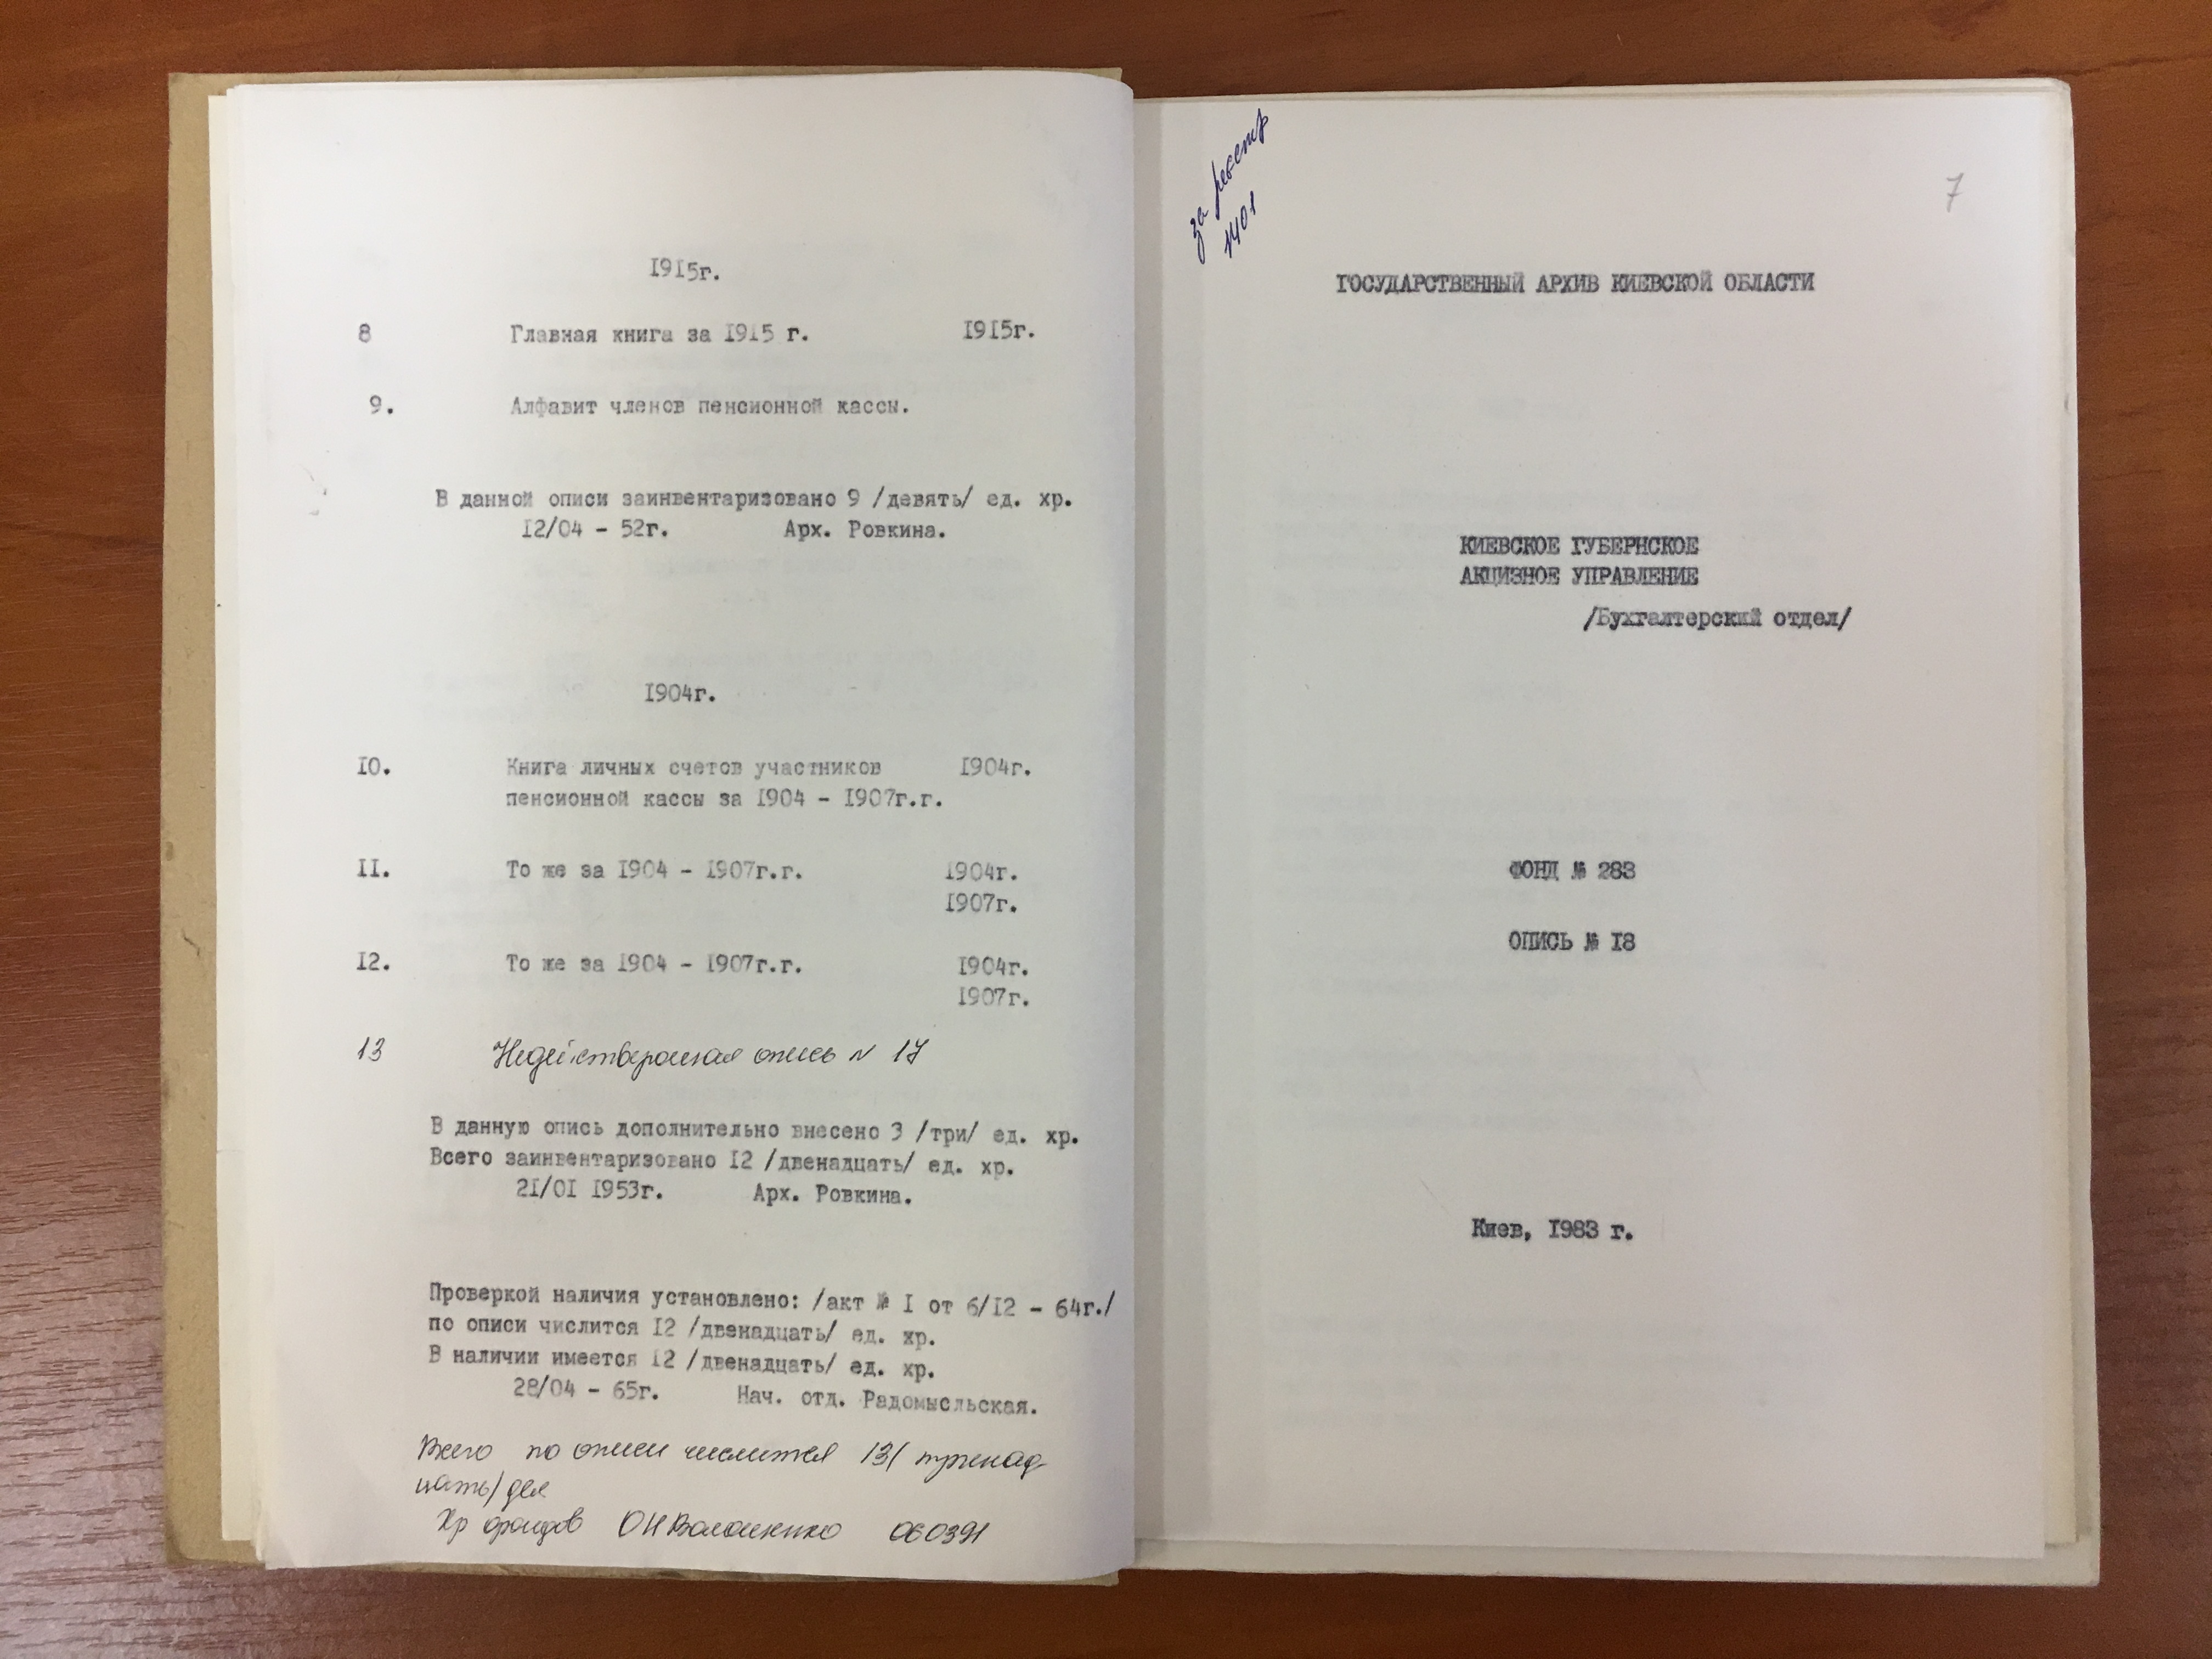 1915г.
8 Главная книга за 1915 г. 1915г.
9. Алфавит членов пенсионной кассы.
В данной описи заинвентаризовано 9 /девять/ ед. хр.
12/04 - 52г. Арх. Ровкина.
1904г.
10. Книга личных счетов участников 1904г.
пенсионной кассы за 1904 - 1907г.г.
11. То же за 1904 - 1907г.г. 1904г.
1907г.
12. То же за 1904 - 1907г.г. 1904г.
1907г.
13 Недействующая опись N 17
В данную опись дополнительно внесено 3 /три/ ед. хр.
Всего заинвентаризовано 12 /двенадцать/ ед. хр.
21/01 1953г. Арх. Ровкина.
Проверкой наличия установлено: /акт № 1 от 6/12 - 64г./
по описи числится 12 /двенадцать/ ед. хр.
В наличии имеется 12 /двенадцать/ ед. хр.
28/04 - 65г. Нач. отд. Радомысльская.
Всего по описи числится 13/ тринад
цать/ дел
Хр фондов 060391
за реестр
1401
7
ГОСУДАРСТВЕННЫЙ АРХИВ КИЕВСКОЙ ОБЛАСТИ
КИЕВСКОЕ ГУБЕРНСКОЕ
АКЦИЗНОЕ УПРАВЛЕНИЕ
/Бухгалтерский отдел/
ФОНД № 283
ОПИСЬ № 18
Киев, 1983 г.